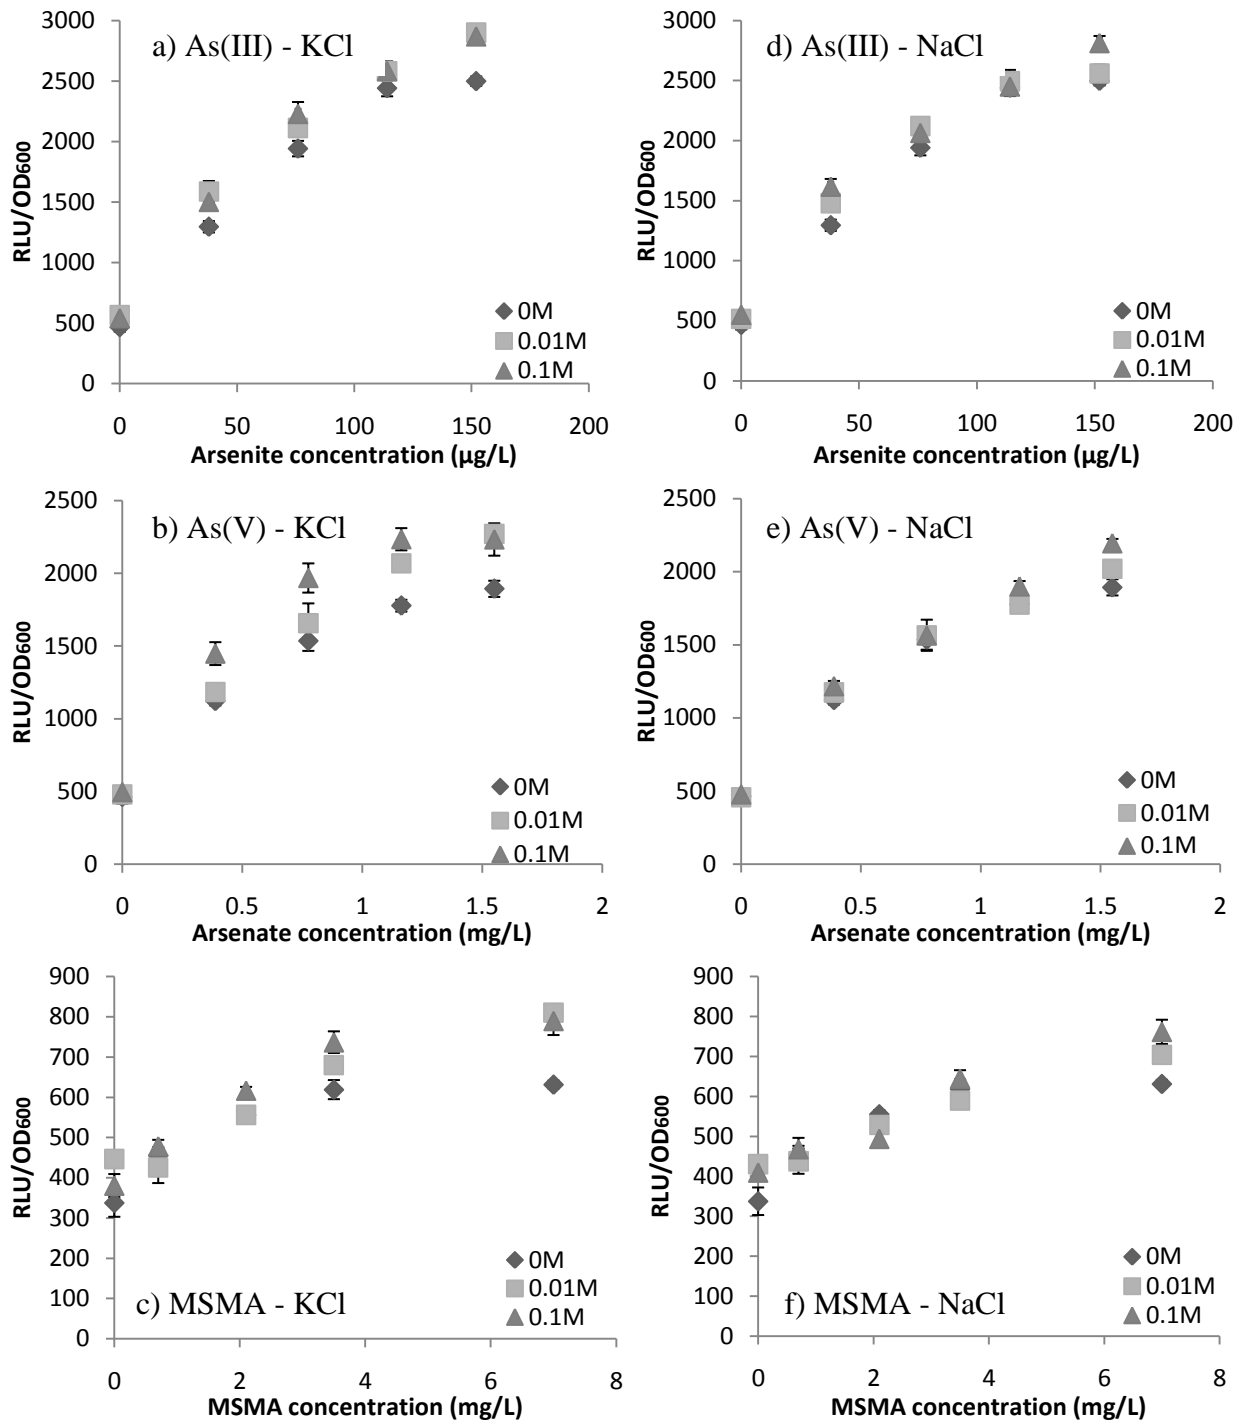 a) As(III) - KCl
RLU/OD600
3000
2500
2000
1500
1000
500
0
0 50 100 150 200
Arsenite concentration (µg/L)
0M
0.01M
0.1M
d) As(III) - NaCl
RLU/OD600
3000
2500
2000
1500
1000
500
0
0 50 100 150 200
Arsenite concentration (µg/L)
0M
0.01M
0.1M
b) As(V) - KCl
RLU/OD600
2500
2000
1500
1000
500
0
0 0.5 1 1.5 2
Arsenate concentration (mg/L)
0M
0.01M
0.1M
e) As(V) - NaCl
RLU/OD600
2500
2000
1500
1000
500
0
0 0.5 1 1.5 2
Arsenate concentration (mg/L)
0M
0.01M
0.1M
RLU/OD600
900
800
700
600
500
400
300
200
100
0
c) MSMA - KCl
0M
0.01M
0.1M
0 2 4 6 8
MSMA concentration (mg/L)
RLU/OD600
900
800
700
600
500
400
300
200
100
0
f) MSMA - NaCl
0M
0.01M
0.1M
0 2 4 6 8
MSMA concentration (mg/L)